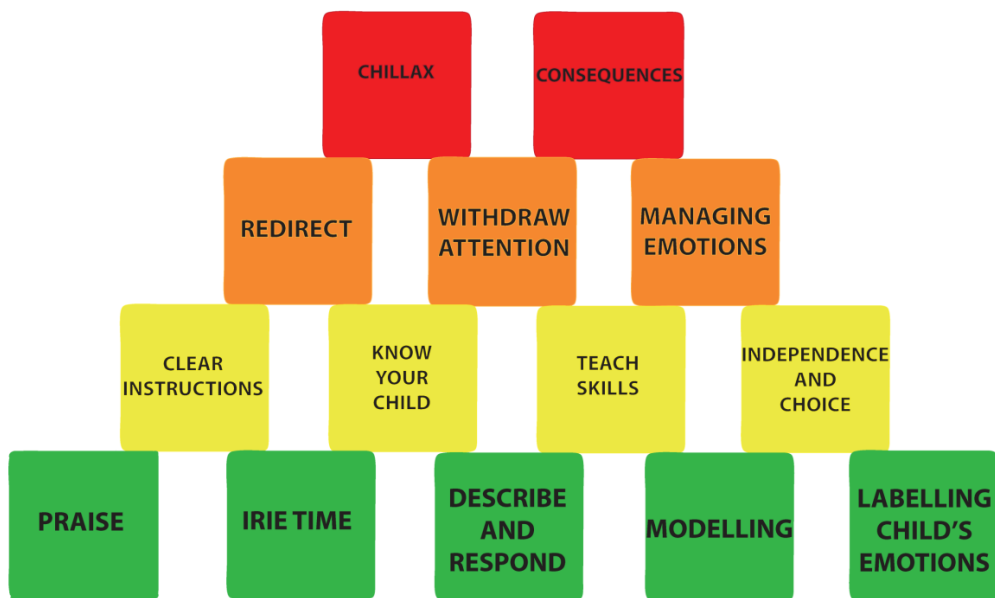 CHILLAX
CONSEQUENCES
REDIRECT
WITHDRAW
ATTENTION
MANAGING
EMOTIONS
CLEAR
INSTRUCTIONS
KNOW
YOUR
CHILD
TEACH
SKILLS
INDEPENDENCE
AND
CHOICE
PRAISE
IRIE TIME
DESCRIBE
AND
RESPOND
MODELLING
LABELLING
CHILD'S
EMOTIONS